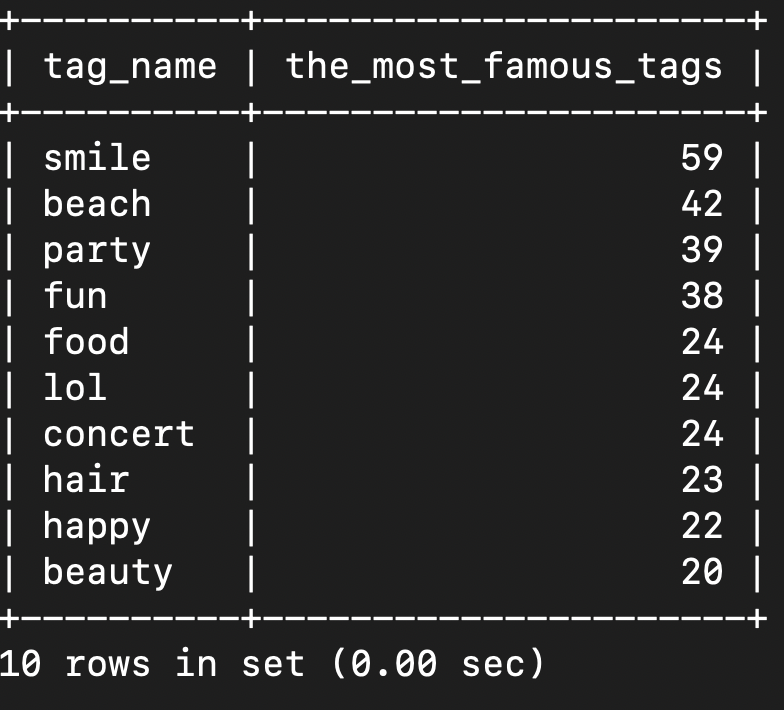 +-----------+-----------------------+
| tag_name | the_most_famous_tags |
+-----------+-----------------------+
| smile | 59 |
| beach | 42 |
| party | 39 |
| fun | 38 |
| food | 24 |
| lol | 24 |
| concert | 24 |
| hair | 23 |
| happy | 22 |
| beauty | 20 |
+-----------+-----------------------+
10 rows in set (0.00 sec)